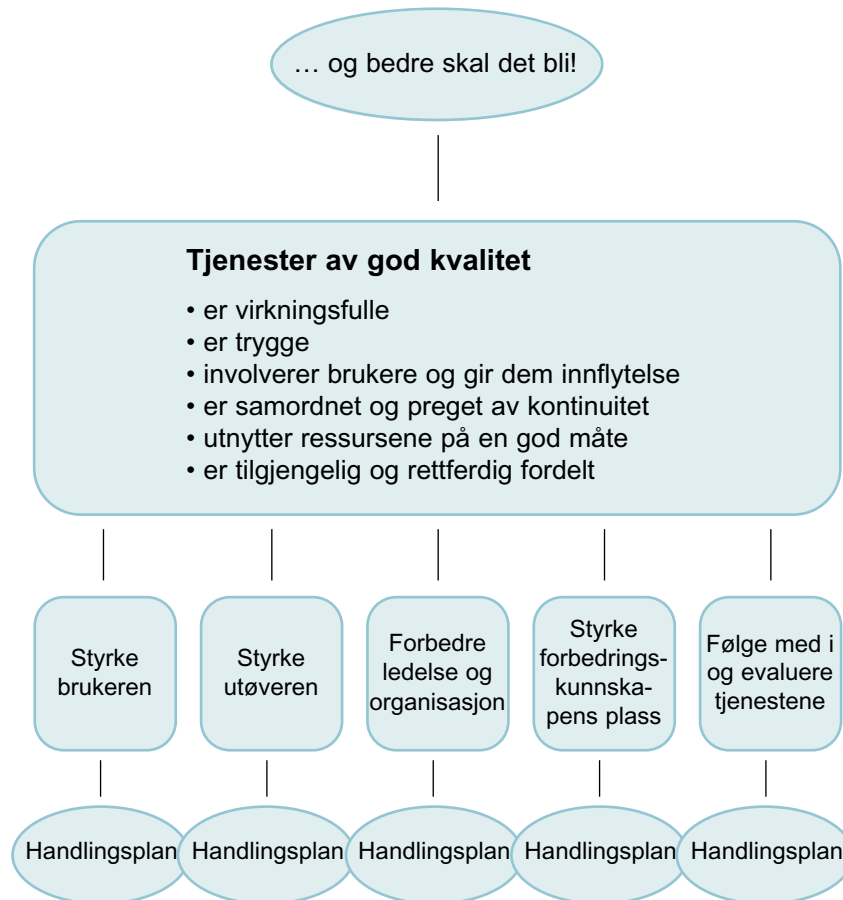 … og bedre skal det bli!
Tjenester av god kvalitet
• er virkningsfulle
• er trygge
• involverer brukere og gir dem innflytelse
• er samordnet og preget av kontinuitet
• utnytter ressursene på en god måte
• er tilgjengelig og rettferdig fordelt
Styrke
brukeren
Styrke
utøveren
Forbedre
ledelse og
organisasjon
Styrke
forbedrings-
kunnska-
pens plass
Følge med i
og evaluere
tjenestene
Handlingsplan
Handlingsplan
Handlingsplan
Handlingsplan
Handlingsplan